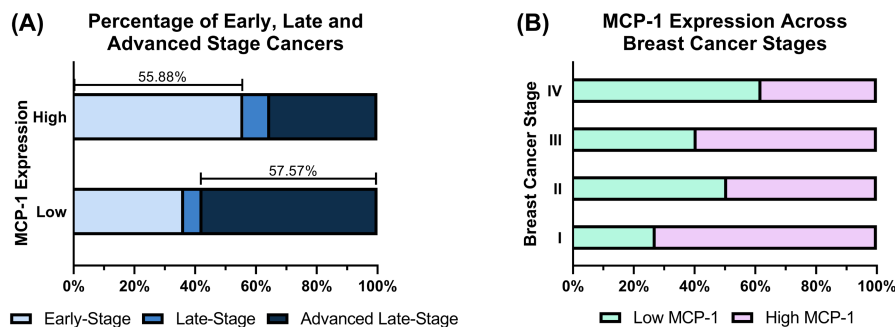 (A)
Percentage of Early, Late and
Advanced Stage Cancers
55.88%
High
57.57%
Low
MCP-1 Expression
0% 20% 40% 60% 80% 100%
Early-Stage Late-Stage Advanced Late-Stage
(B)
MCP-1 Expression Across
Breast Cancer Stages
IV
III
II
I
Breast Cancer Stage
0% 20% 40% 60% 80% 100%
Low MCP-1 High MCP-1